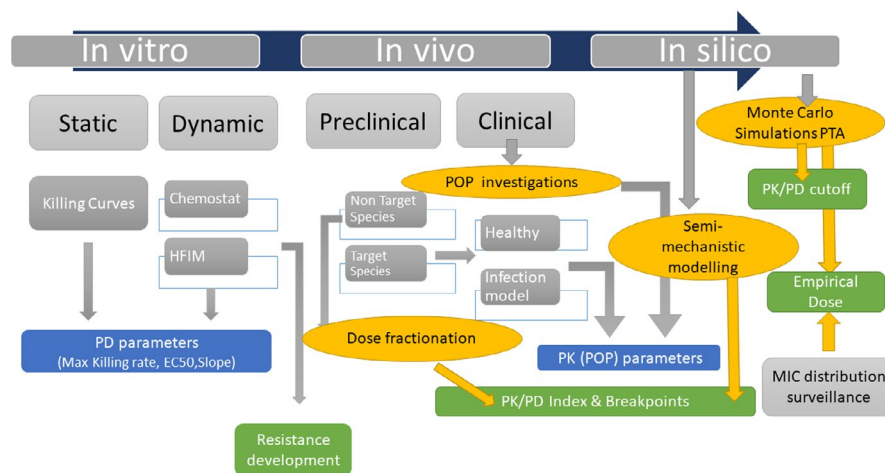 In vitro
In vivo
In silico
Static
Dynamic
Preclinical
Clinical
Monte Carlo
Simulations PTA
POP investigations
PK/PD cutoff
Killing Curves
Chemostat
Non Target
Species
Healthy
Semi-
mechanistic
modelling
HFIM
Target
Species
Infection
model
Empirical
Dose
PD parameters
(Max Killing rate, EC50,Slope)
Dose fractionation
PK (POP) parameters
MIC distribution
surveillance
PK/PD Index & Breakpoints
Resistance
development